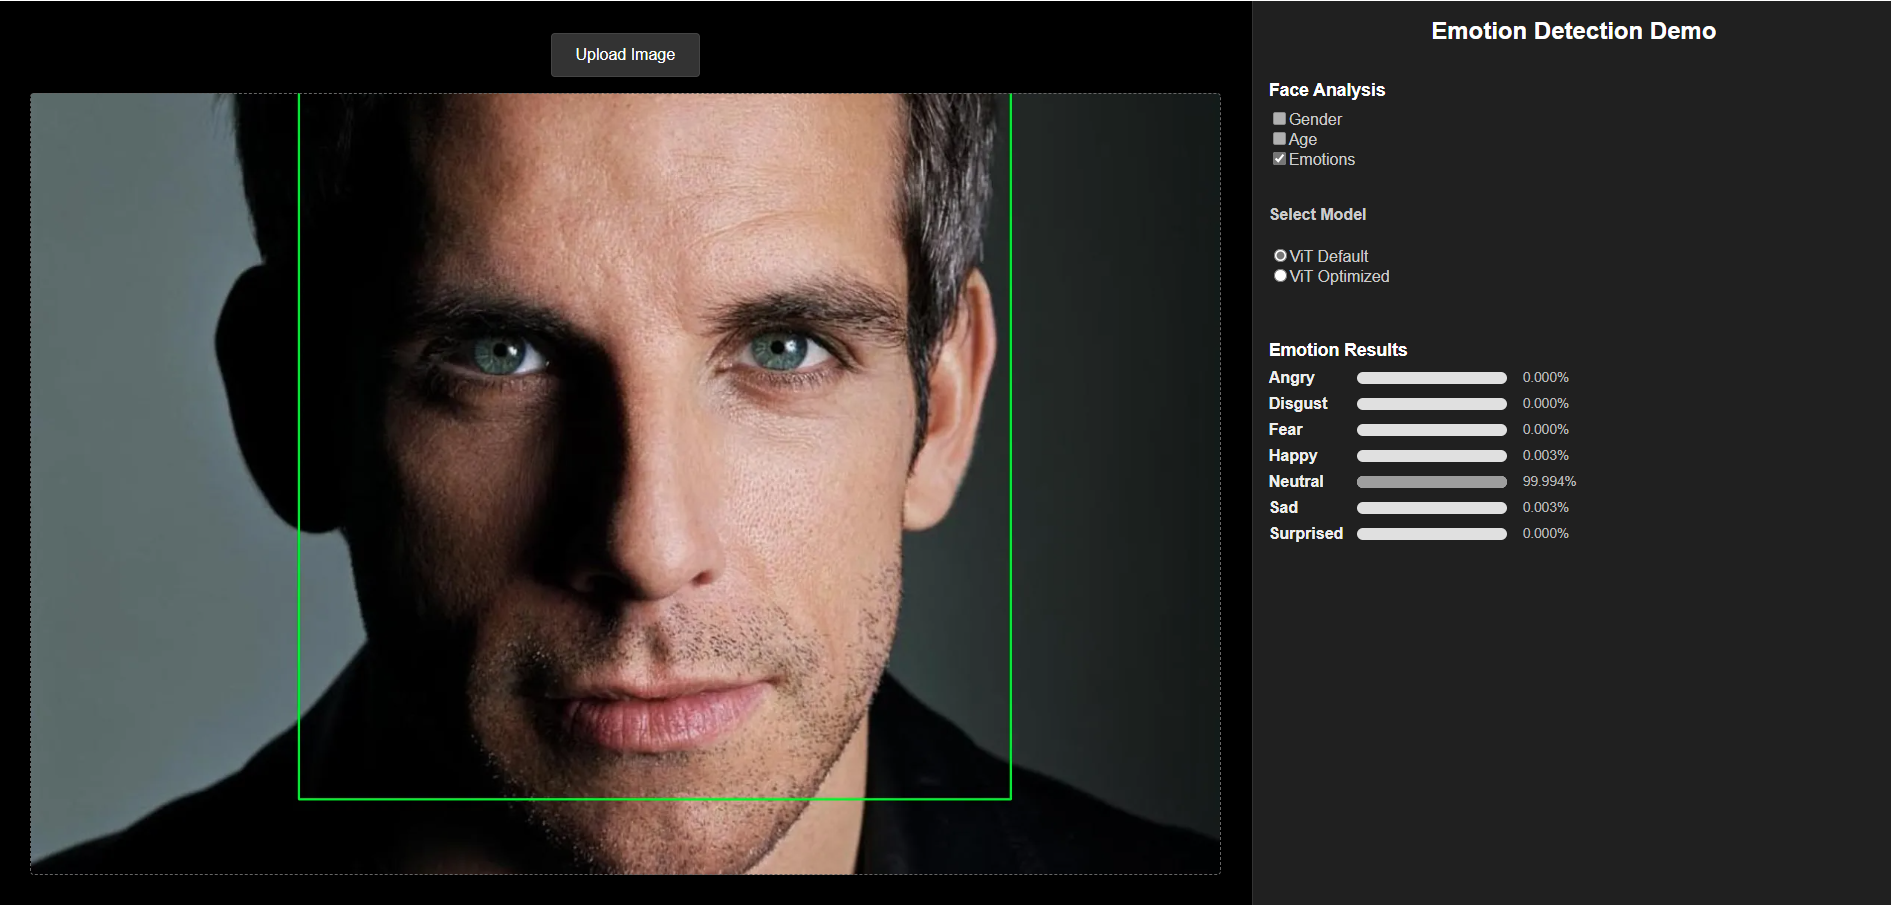 Upload Image
Emotion Detection Demo
Face Analysis
Gender
Age
Emotions
Select Model
ViT Default
ViT Optimized
Emotion Results
Angry 0.000%
Disgust 0.000%
Fear 0.000%
Happy 0.003%
Neutral 99.994%
Sad 0.003%
Surprised 0.000%